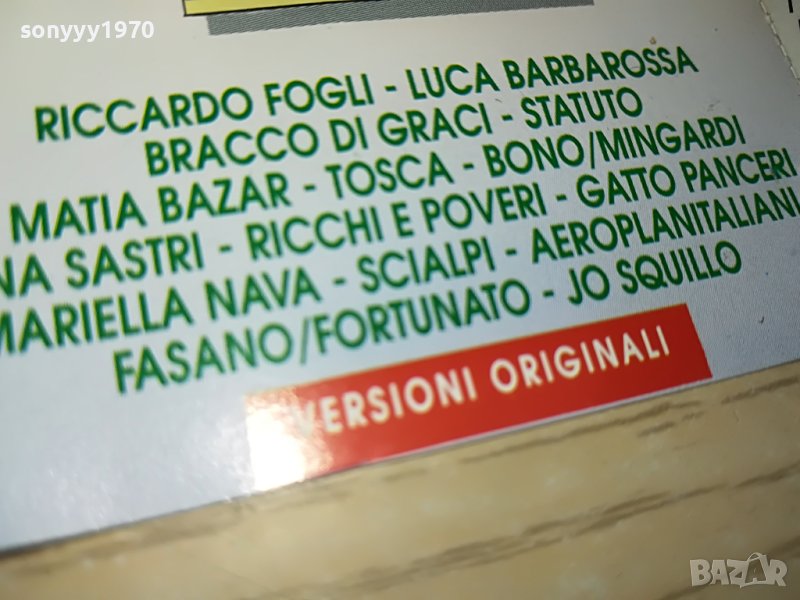 sonyyy1970
RICCARDO FOGLI - LUCA BARBAROSSA
BRACCO DI GRACI - STATUTO
MATIA BAZAR - TOSCA - BONO/MINGARDI
NA SASTRI - RICCHI E POVERI - GATTO PANCERI
MARIELLA NAVA - SCIALPI - AEROPLANITALIANI
FASANO/FORTUNATO - JO SQUILLO
VERSIONI ORIGINALI
BAZAR